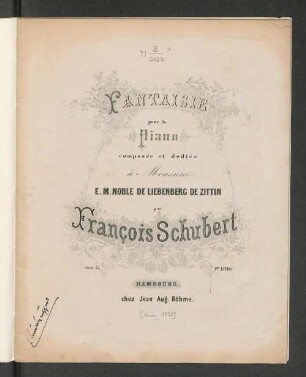 FANTAISIE
pour le
Piano
composée et dediée
à Monsieur
E. M. NOBLE DE LIEBENBERG DE ZITTIN
par
François Schubert
HAMBOURG,
chez Jean Aug. Böhme.